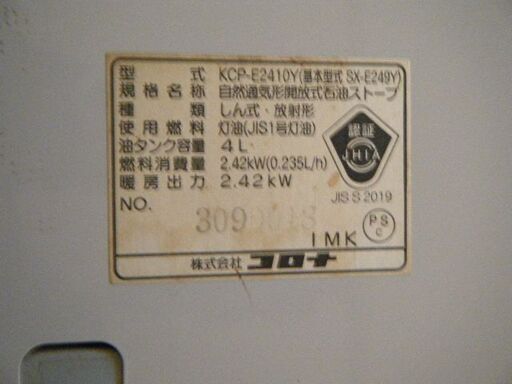 型式 KCP-E2410Y(基本型式 SX-E249Y)
規格名称 自然通気形開放式石油ストーブ
種類 しん式・放射形
使用燃料 灯油(JIS1号灯油)
油タンク容量 4L
燃料消費量 2.42kW(0.235L/h)
暖房出力 2.42kW
NO.
認証
JHIA
JIS S 2019
1MK
PS
C
株式会社 コロナ